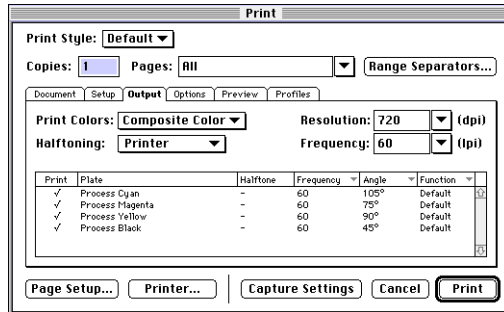 Print
Print Style: Default
Copies: 1 Pages: All Range Separators...
Document Setup Output Options Preview Profiles
Print Colors: Composite Color Resolution: 720 (dpi)
Halftoning: Printer Frequency: 60 (lpi)
Print Plate Halftone Frequency Angle Function
✓ Process Cyan - 60 105° Default
✓ Process Magenta - 60 75° Default
✓ Process Yellow - 60 90° Default
✓ Process Black - 60 45° Default
Page Setup... Printer... Capture Settings Cancel Print